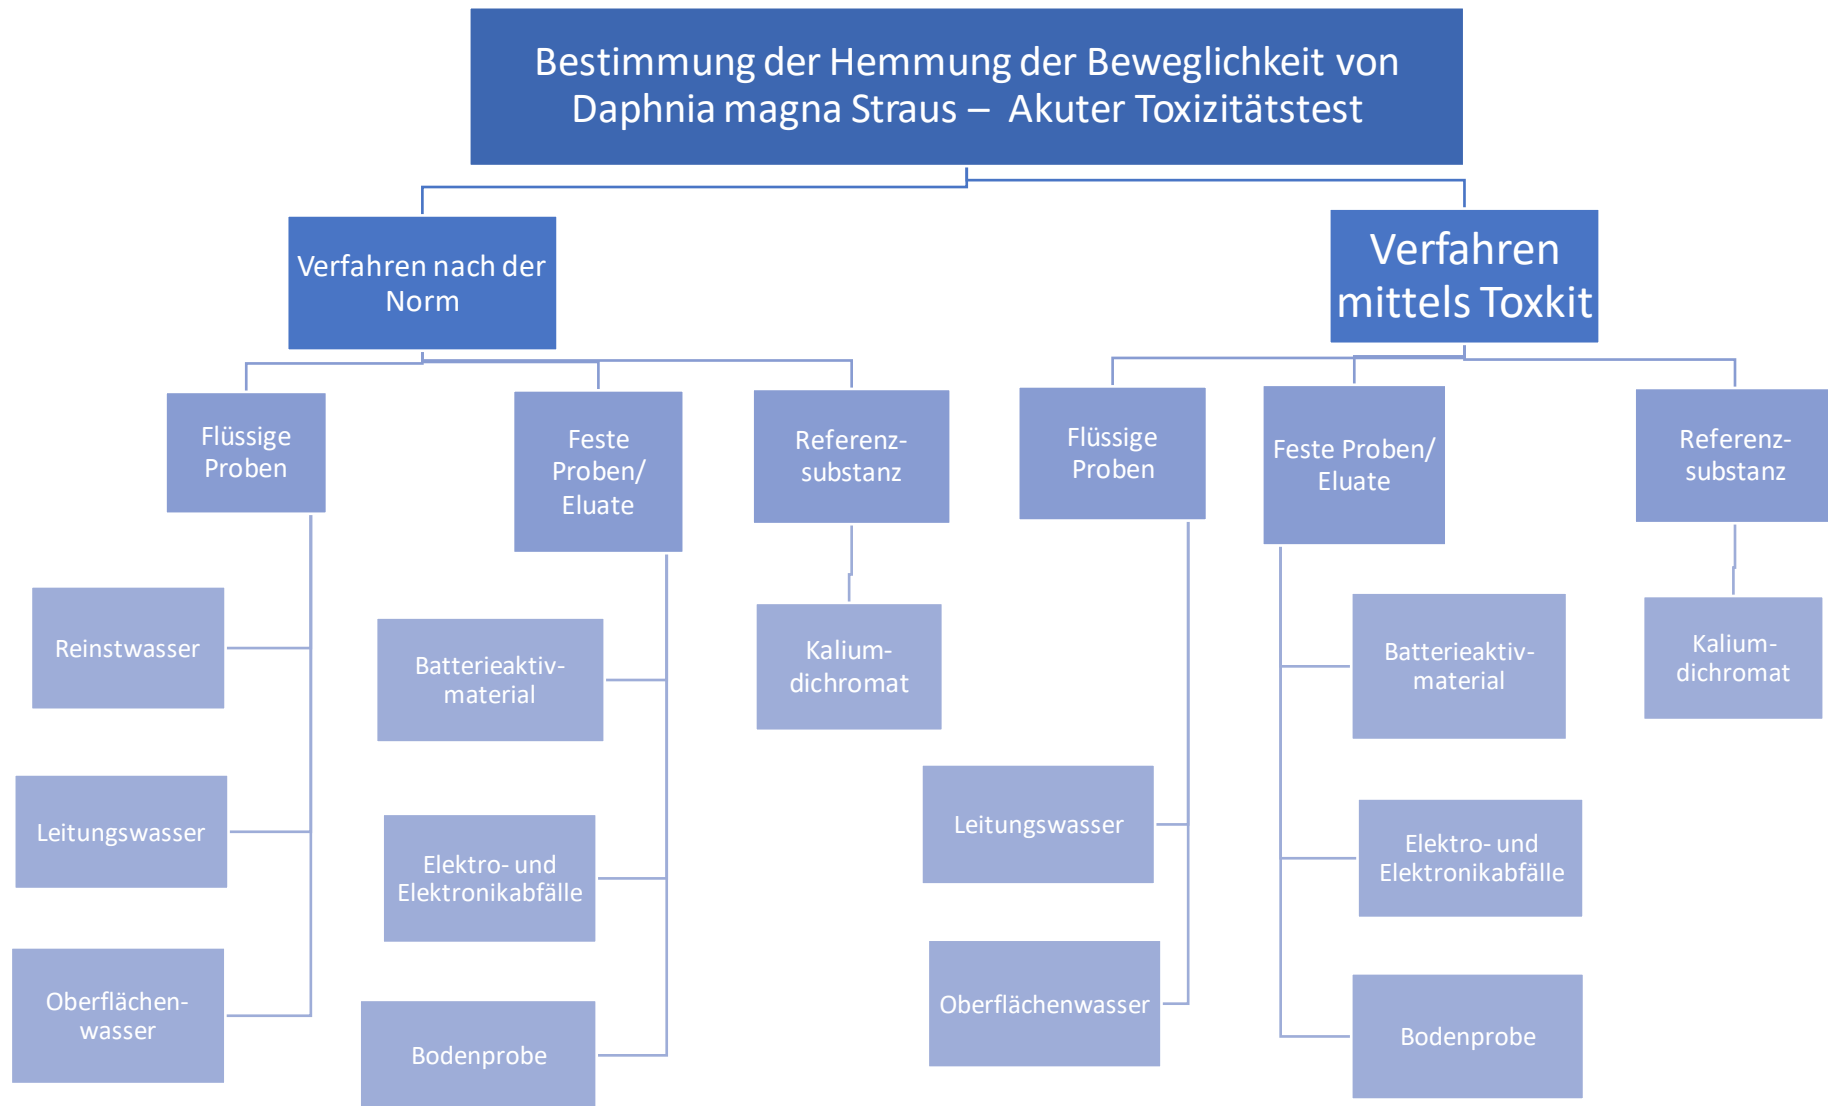 Bestimmung der Hemmung der Beweglichkeit von
Daphnia magna Straus – Akuter Toxizitätstest
Verfahren nach der
Norm
Verfahren
mittels Toxkit
Flüssige
Proben
Feste
Proben/
Eluate
Referenz-
substanz
Flüssige
Proben
Feste Proben/
Eluate
Referenz-
substanz
Reinstwasser
Leitungswasser
Oberflächen-
wasser
Batterieaktiv-
material
Elektro- und
Elektronikabfälle
Bodenprobe
Kalium-
dichromat
Leitungswasser
Oberflächenwasser
Batterieaktiv-
material
Elektro- und
Elektronikabfälle
Bodenprobe
Kalium-
dichromat